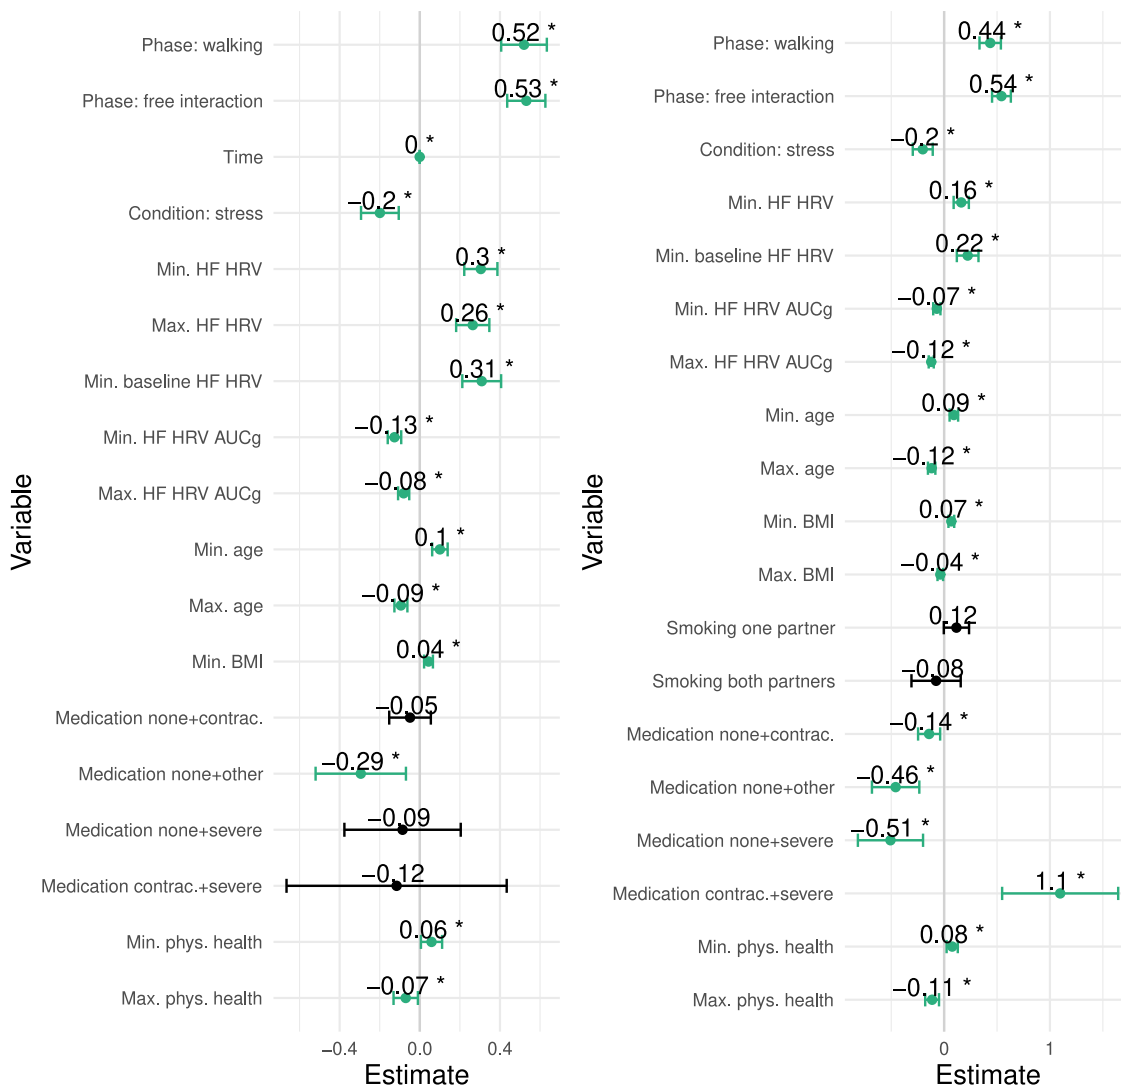 Variable
Phase: walking
0.52 *
Phase: free interaction
0.53 *
Time
0 *
Condition: stress
−0.2 *
Min. HF HRV
0.3 *
Max. HF HRV
0.26 *
Min. baseline HF HRV
0.31 *
Min. HF HRV AUCg
−0.13 *
Max. HF HRV AUCg
−0.08 *
Min. age
0.1 *
Max. age
−0.09 *
Min. BMI
0.04 *
Medication none+contrac.
−0.05
Medication none+other
−0.29 *
Medication none+severe
−0.09
Medication contrac.+severe
−0.12
Min. phys. health
0.06 *
Max. phys. health
−0.07 *
−0.4 0.0 0.4
Estimate
Variable
Phase: walking
0.44 *
Phase: free interaction
0.54 *
Condition: stress
−0.2 *
Min. HF HRV
0.16 *
Min. baseline HF HRV
0.22 *
Min. HF HRV AUCg
−0.07 *
Max. HF HRV AUCg
−0.12 *
Min. age
0.09 *
Max. age
−0.12 *
Min. BMI
0.07 *
Max. BMI
−0.04 *
Smoking one partner
0.12
Smoking both partners
−0.08
Medication none+contrac.
−0.14 *
Medication none+other
−0.46 *
Medication none+severe
−0.51 *
Medication contrac.+severe
1.1 *
Min. phys. health
0.08 *
Max. phys. health
−0.11 *
0 1
Estimate